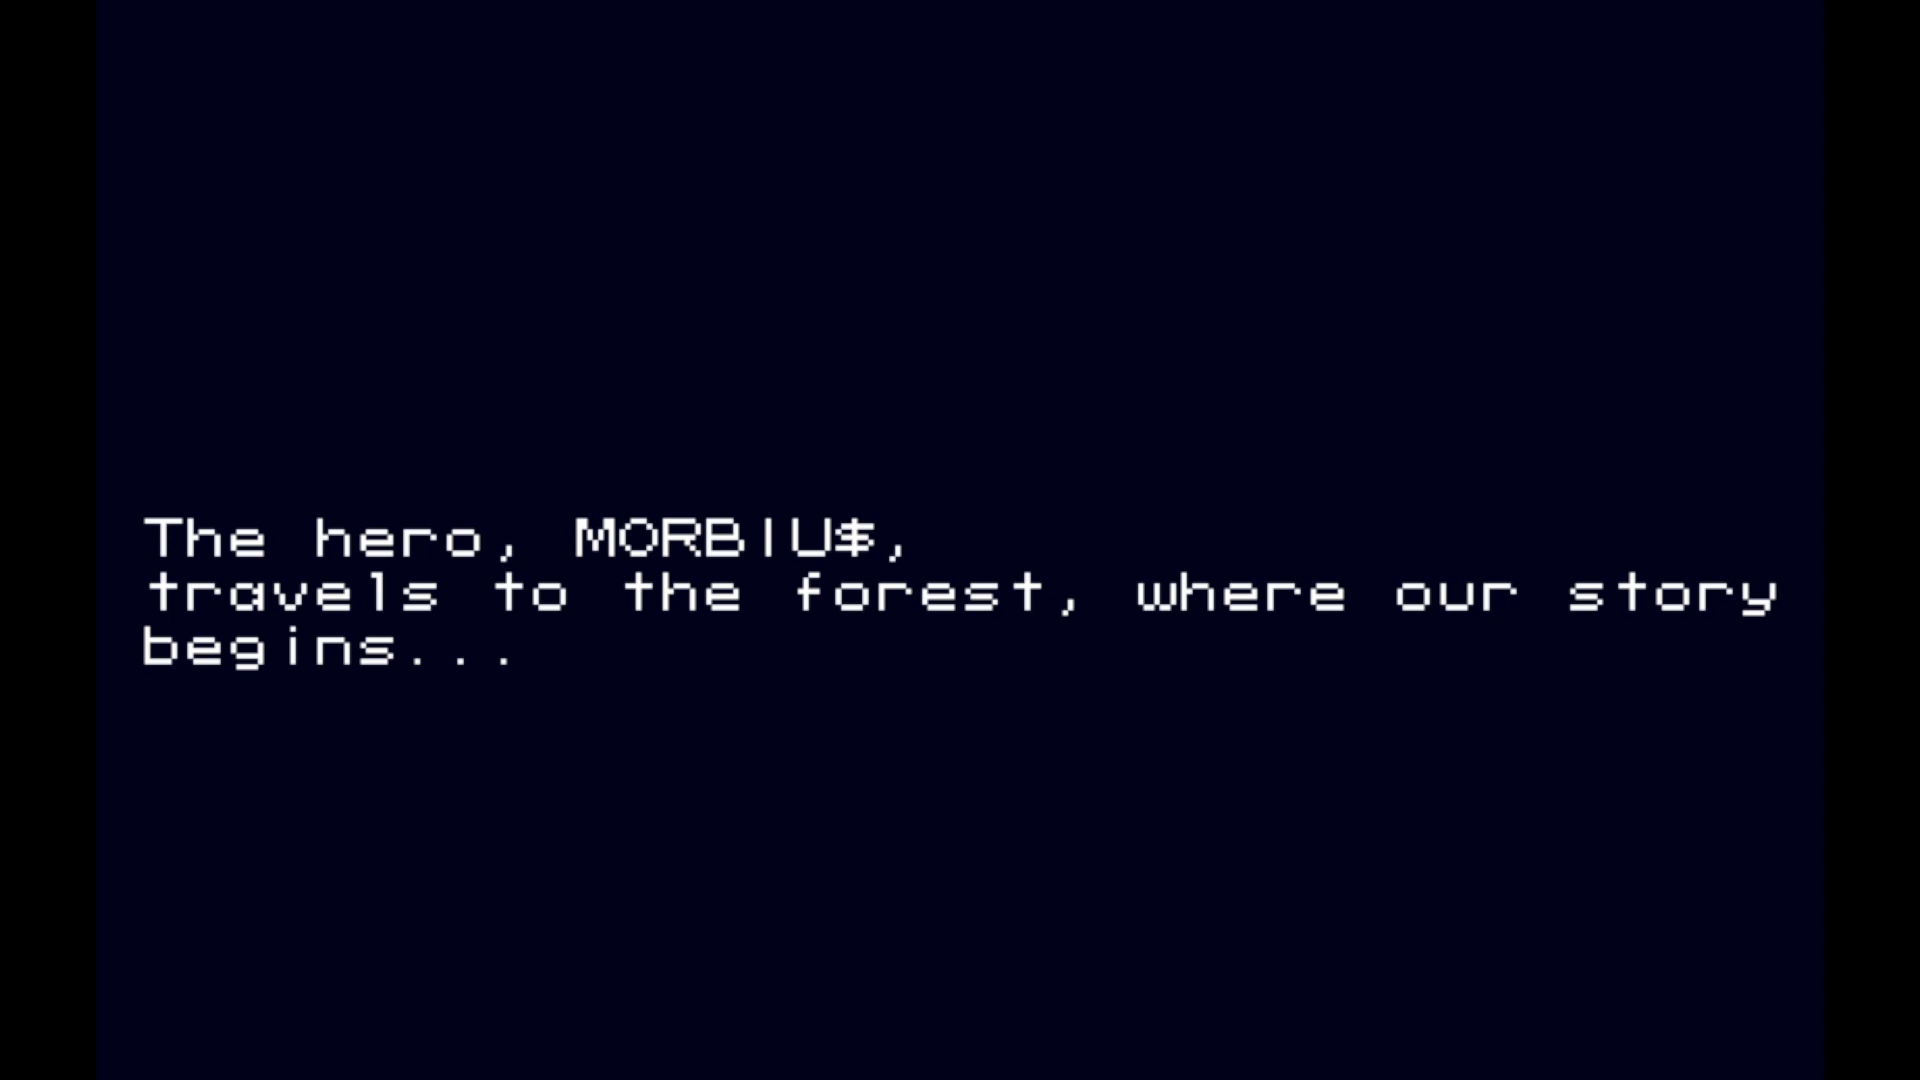 The hero, MORBIU$,
travels to the forest, where our story
begins...